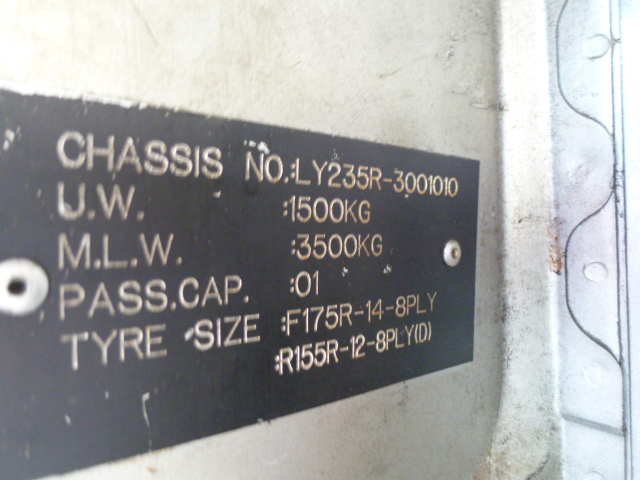 CHASSIS NO.:LY235R-3001010
U.W. :1500KG
M.L.W. :3500KG
PASS.CAP. :01
TYRE SIZE :F175R-14-8PLY
:R155R-12-8PLY(D)